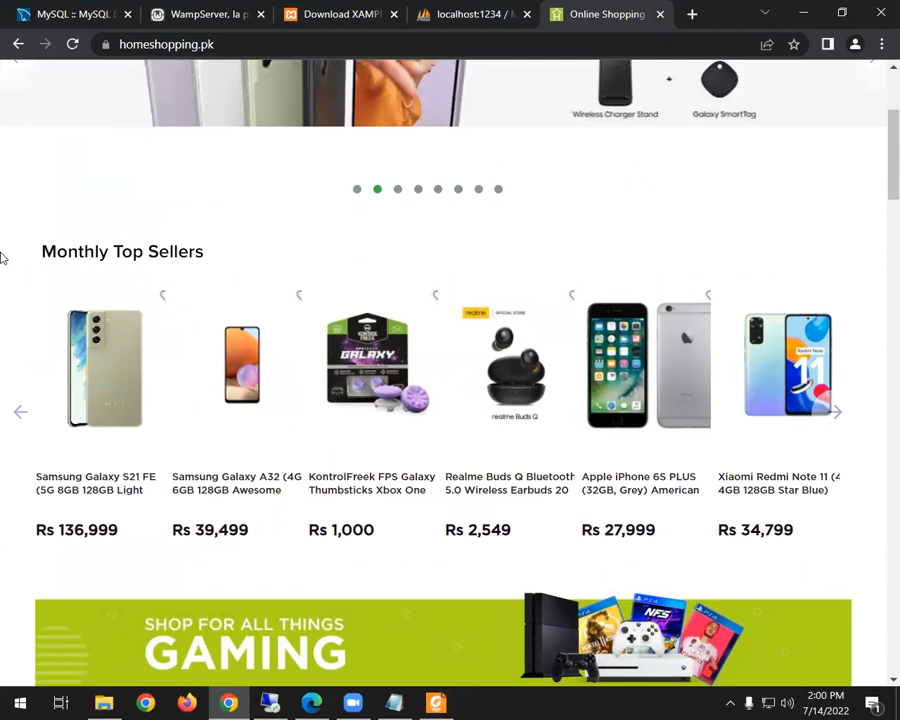 MySQL :: MySQL
WampServer, la p
Download XAMP
localhost:1234 / M
Online Shopping
homeshopping.pk
Wireless Charger Stand
+
Galaxy SmartTag
Monthly Top Sellers
realme
OFFICIAL STORE
KONTROL FREEK
GALAXY
realme Buds Q
Redmi Note
11
Samsung Galaxy S21 FE
(5G 8GB 128GB Light
Rs 136,999
Samsung Galaxy A32 (4G
6GB 128GB Awesome
Rs 39,499
KontrolFreek FPS Galaxy
Thumbsticks Xbox One
Rs 1,000
Realme Buds Q Bluetooth
5.0 Wireless Earbuds 20
Rs 2,549
Apple iPhone 6S PLUS
(32GB, Grey) American
Rs 27,999
Xiaomi Redmi Note 11 (4
4GB 128GB Star Blue)
Rs 34,799
SHOP FOR ALL THINGS
GAMING
NFS
2:00 PM
7/14/2022
1